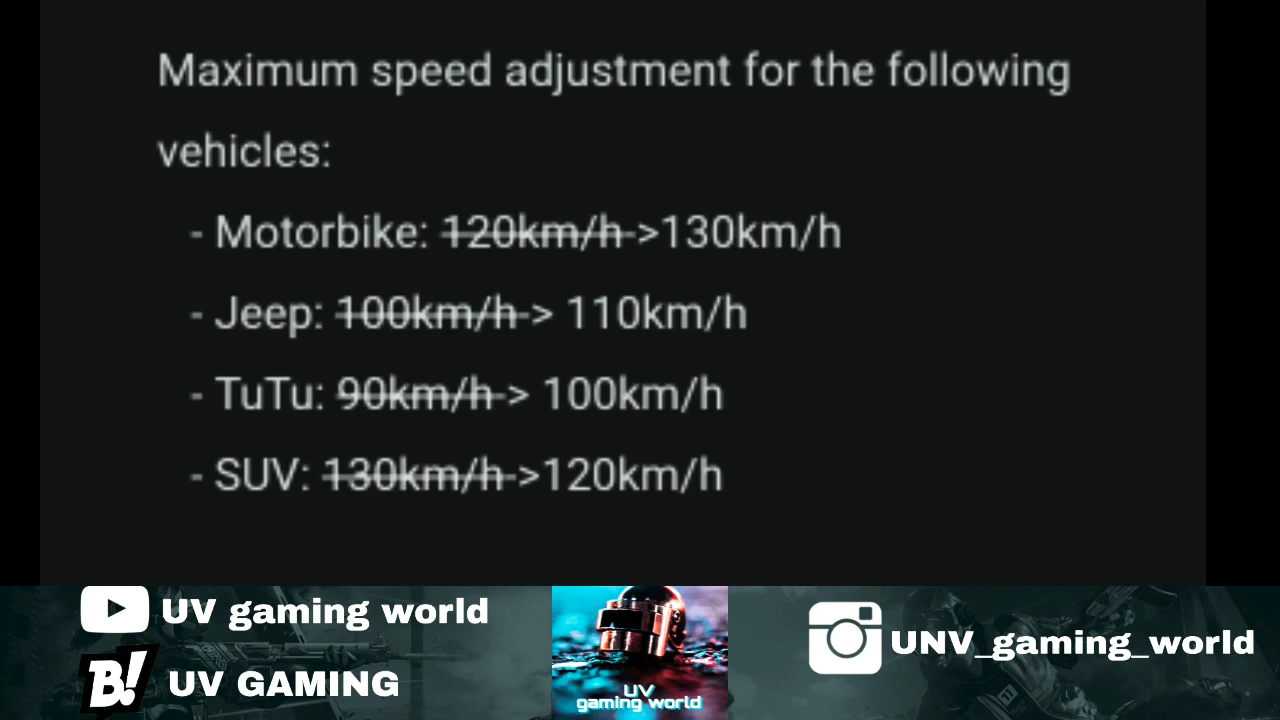 Maximum speed adjustment for the following
vehicles:
- Motorbike: 120km/h ->130km/h
- Jeep: 100km/h -> 110km/h
- TuTu: 90km/h -> 100km/h
- SUV: 130km/h ->120km/h
UV gaming world
B! UV GAMING
UV
gaming world
UNV_gaming_world